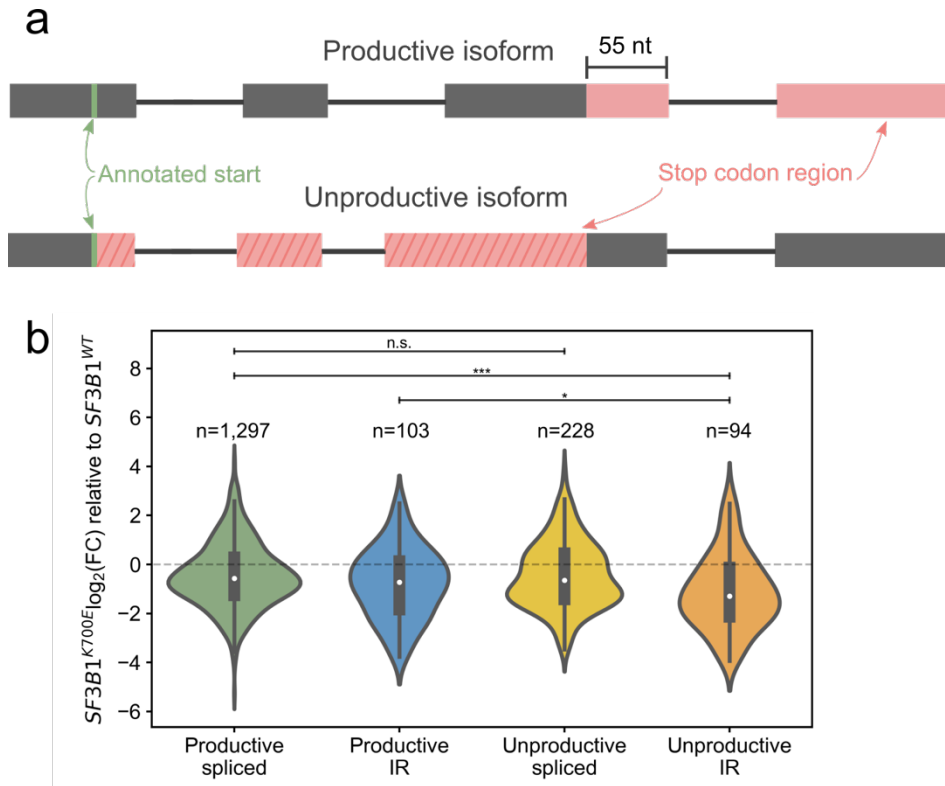 a
Productive isoform
55 nt
Annotated start
Stop codon region
Unproductive isoform
b
SF3B1^K700E log₂(FC) relative to SF3B1^WT
8
6
4
2
0
−2
−4
−6
n.s.
***
*
n=1,297
n=103
n=228
n=94
Productive spliced
Productive IR
Unproductive spliced
Unproductive IR